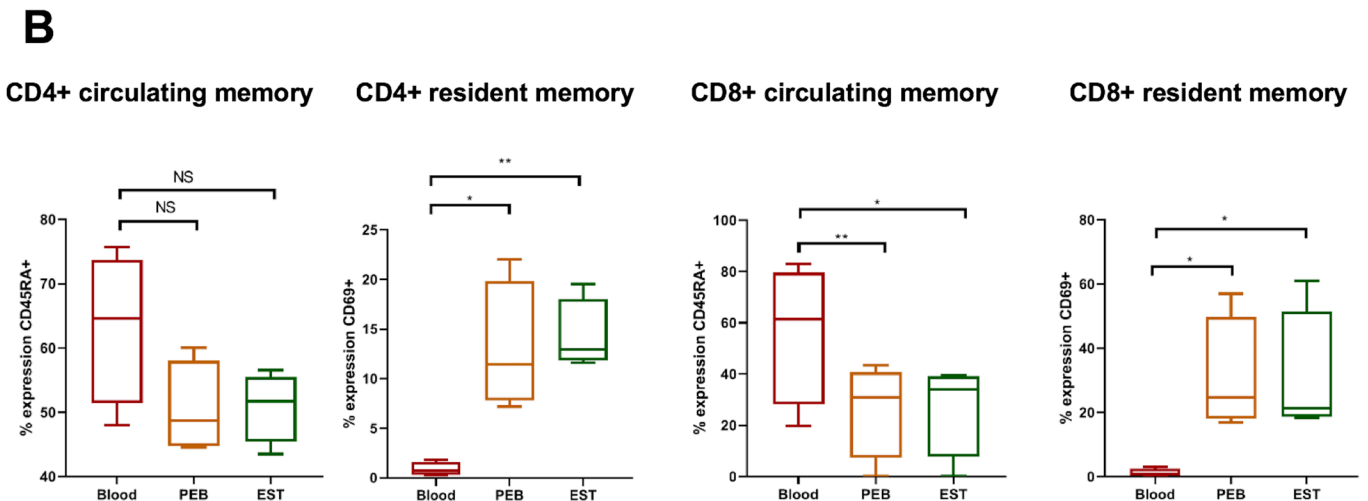 B
CD4+ circulating memory
CD4+ resident memory
CD8+ circulating memory
CD8+ resident memory
NS
NS
% expression CD45RA+
80
70
60
50
40
Blood PEB EST
**
*
% expression CD69+
25
20
15
10
5
0
Blood PEB EST
*
**
% expression CD45RA+
100
80
60
40
20
0
Blood PEB EST
*
*
% expression CD69+
80
60
40
20
0
Blood PEB EST